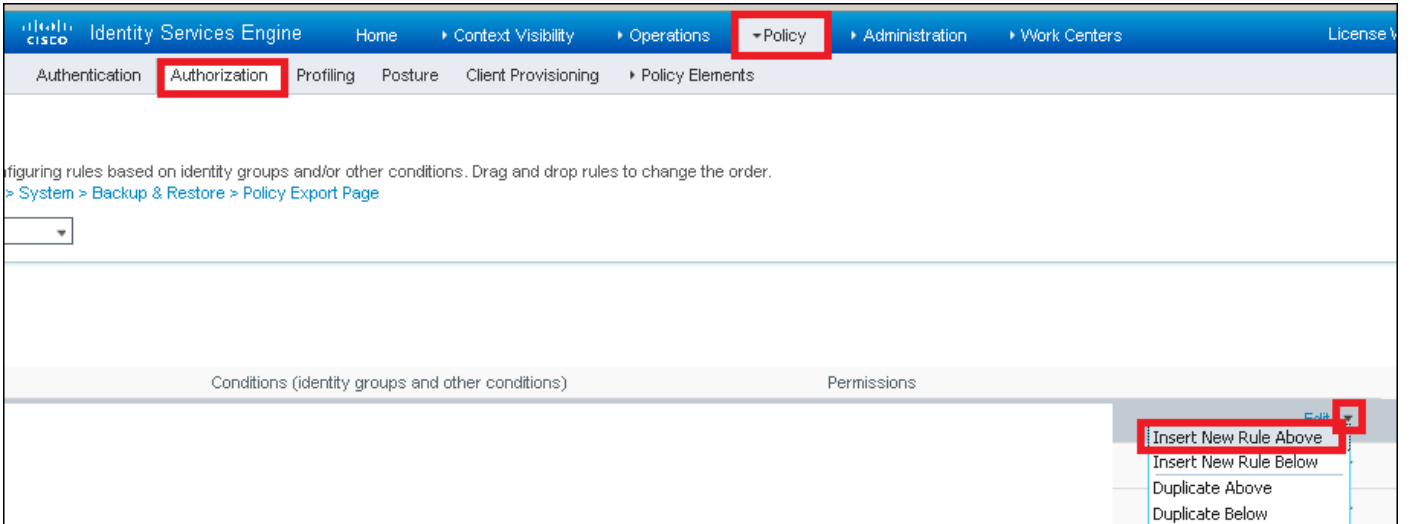 CISCO Identity Services Engine Home Context Visibility Operations Policy Administration Work Centers License
Authentication Authorization Profiling Posture Client Provisioning Policy Elements
figuring rules based on identity groups and/or other conditions. Drag and drop rules to change the order.
> System > Backup & Restore > Policy Export Page
Conditions (identity groups and other conditions) Permissions
Edit
Insert New Rule Above
Insert New Rule Below
Duplicate Above
Duplicate Below